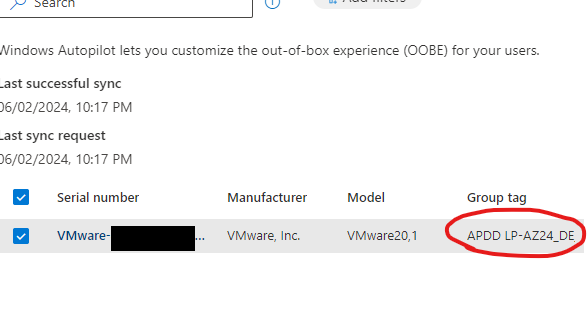 Search
Add filters
Windows Autopilot lets you customize the out-of-box experience (OOBE) for your users.
Last successful sync
06/02/2024, 10:17 PM
Last sync request
06/02/2024, 10:17 PM
Serial number Manufacturer Model Group tag
VMware- ... VMware, Inc. VMware20,1 APDD LP-AZ24_DE